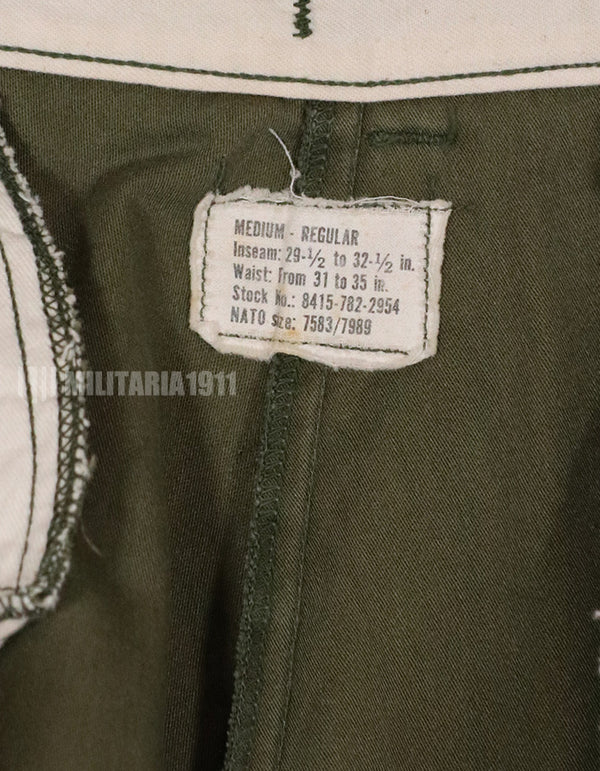 MEDIUM - REGULAR
Inseam: 29-½ to 32-½ in.
Waist: from 31 to 35 in.
Stock No.: 8415-782-2954
NATO size: 7583/7989
MILITARIA1911